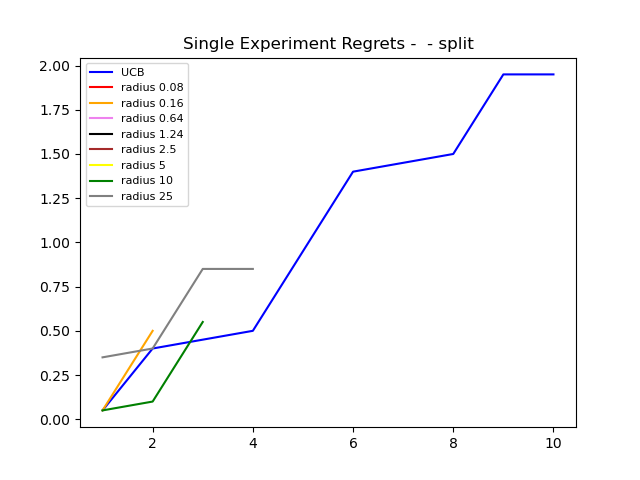 Single Experiment Regrets -  - split
UCB
radius 0.08
radius 0.16
radius 0.64
radius 1.24
radius 2.5
radius 5
radius 10
radius 25
2.00
1.75
1.50
1.25
1.00
0.75
0.50
0.25
0.00
2 4 6 8 10